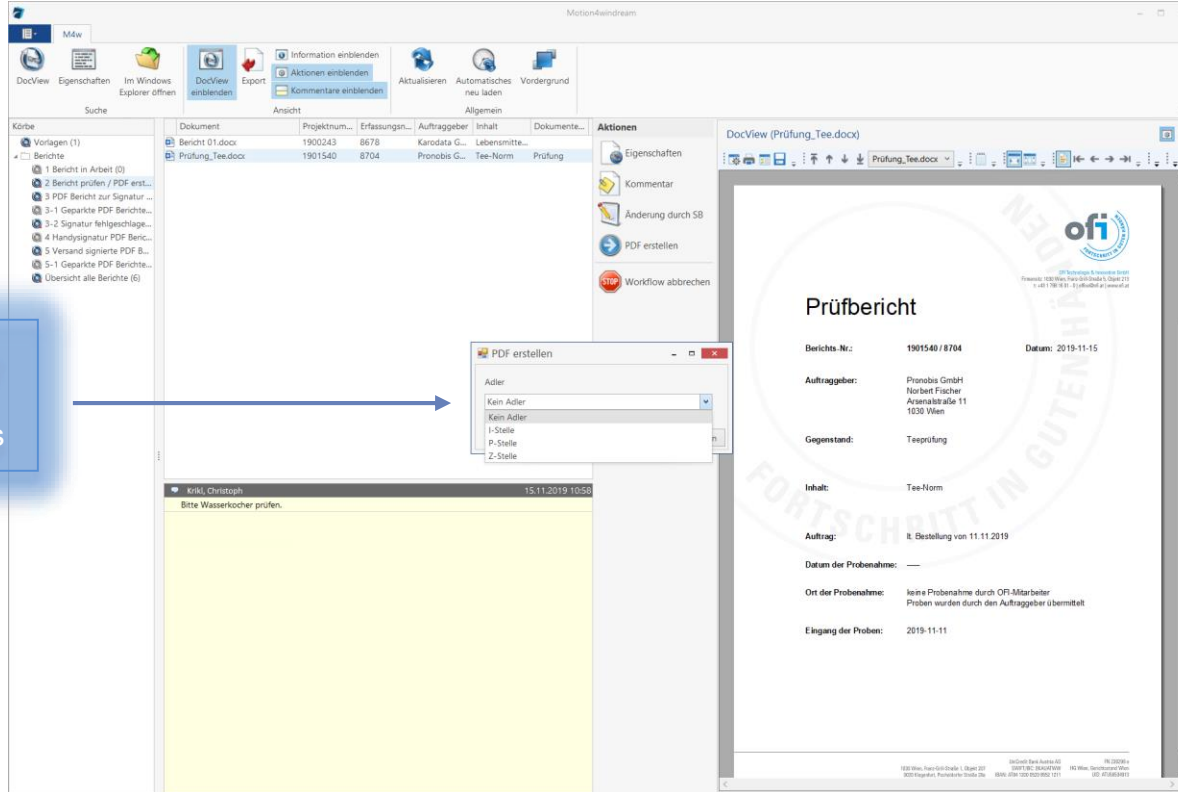 Motion4windream
M4w
DocView
Eigenschaften
Im Windows
Explorer öffnen
Suche
DocView
einblenden
Export
Information einblenden
Aktionen einblenden
Kommentare einblenden
Ansicht
Aktualisieren
Automatisches
neu laden
Vordergrund
Allgemein
Körbe
Vorlagen (1)
Berichte
1 Bericht in Arbeit (0)
2 Bericht prüfen / PDF erst...
3 PDF Bericht zur Signatur ...
3-1 Geparkte PDF Berichte...
3-2 Signatur fehlgeschlage...
4 Handysignatur PDF Beric...
5 Versand signierte PDF B...
5-1 Geparkte PDF Berichte...
Übersicht alle Berichte (6)
s
Dokument Projektnum... Erfassungsn... Auftraggeber Inhalt Dokumente...
Bericht 01.docx 1900243 8678 Karodata G... Lebensmitte...
Prüfung_Tee.docx 1901540 8704 Pronobis G... Tee-Norm Prüfung
Aktionen
Eigenschaften
Kommentar
Änderung durch SB
PDF erstellen
STOP
Workflow abbrechen
PDF erstellen
Adler
Kein Adler
Kein Adler
I-Stelle
P-Stelle
Z-Stelle
n
Krikl, Christoph 15.11.2019 10:58
Bitte Wasserkocher prüfen.
DocView (Prüfung_Tee.docx)
Prüfung_Tee.docx
ofi
FORTSCHRITT IN GUTEN HÄNDEN
Prüfbericht
Berichts-Nr.: 1901540 / 8704 Datum: 2019-11-15
Auftraggeber: Pronobis GmbH
Norbert Fischer
Arsenalstraße 11
1030 Wien
Gegenstand: Teeprüfung
Inhalt: Tee-Norm
Auftrag: lt. Bestellung von 11.11.2019
Datum der Probenahme: -----
Ort der Probenahme: keine Probenahme durch OFI-Mitarbeiter
Proben wurden durch den Auftraggeber übermittelt
Eingang der Proben: 2019-11-11